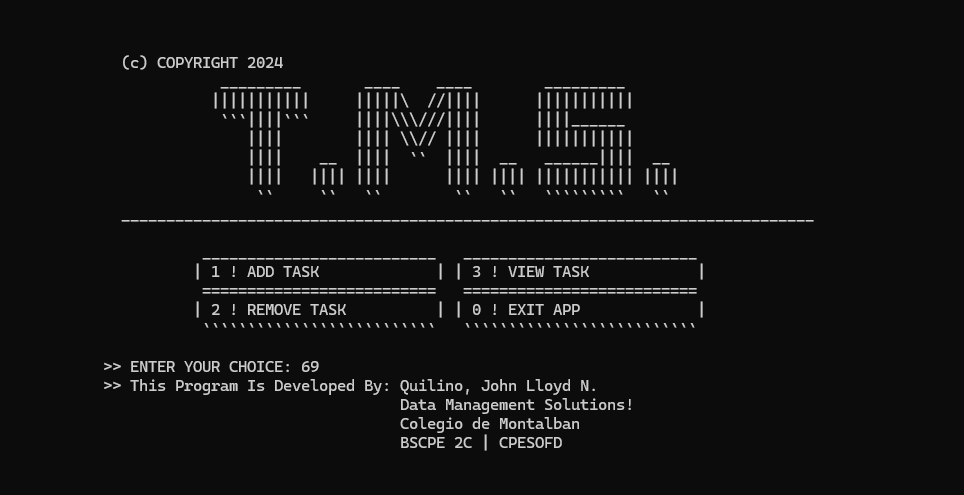 (c) COPYRIGHT 2024
T.M.S.
1 ! ADD TASK | | 3 ! VIEW TASK
2 ! REMOVE TASK | | 0 ! EXIT APP
>> ENTER YOUR CHOICE: 69
>> This Program Is Developed By: Quilino, John Lloyd N.
Data Management Solutions!
Colegio de Montalban
BSCPE 2C | CPESOFD